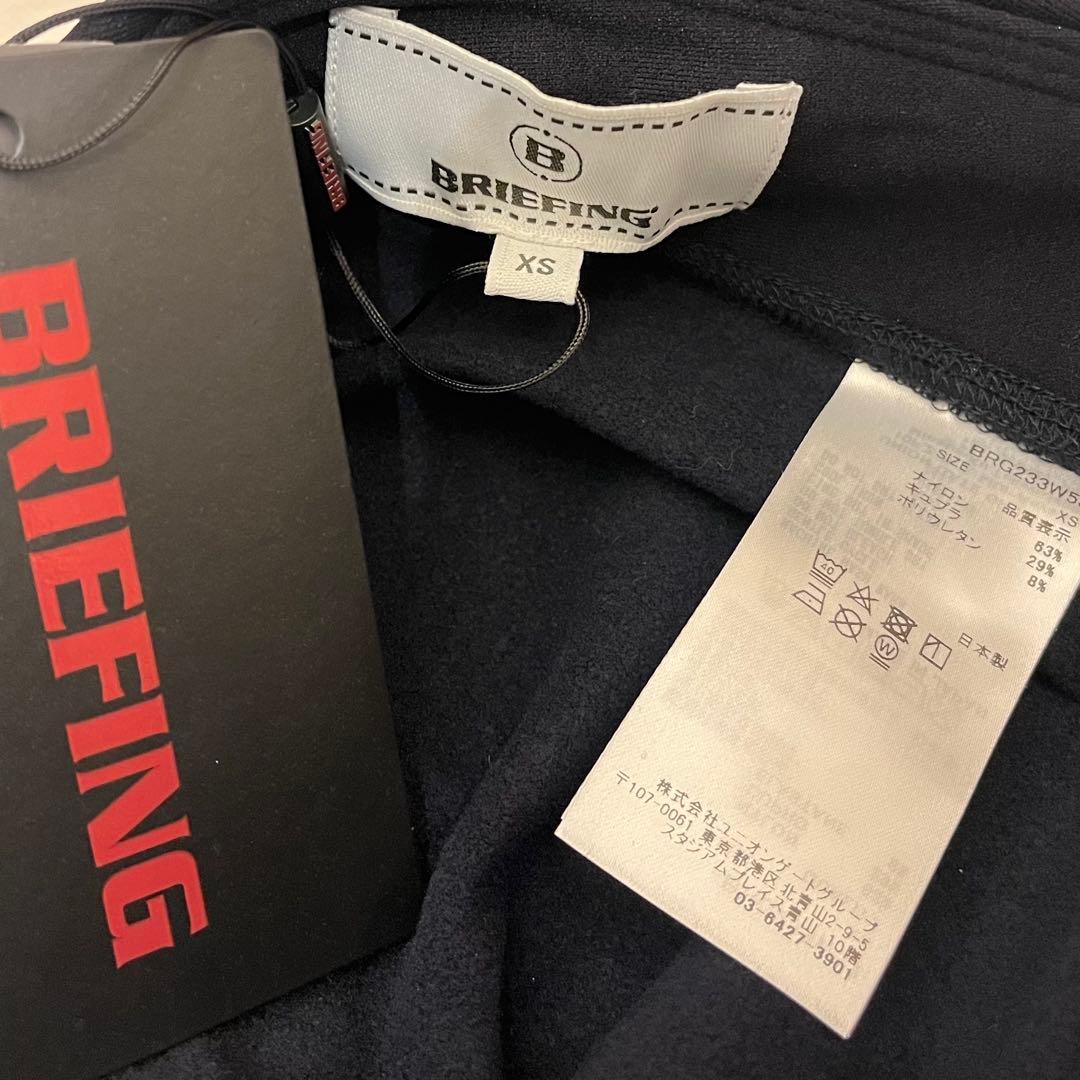 BRIEFING
BRIEFING
B
BRIEFING
XS
BRG233W5
SIZE XS
品質表示
ナイロン 63%
キュプラ 29%
ポリウレタン 8%
40
W
日本製
株式会社ユニオンゲートグループ
〒107-0061 東京都港区北青山2-9-5
スタジアムプレイス青山 10階
03-6427-3901